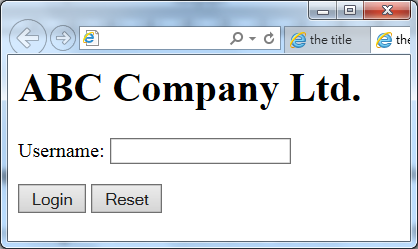 the title
the
ABC Company Ltd.
Username:
Login Reset